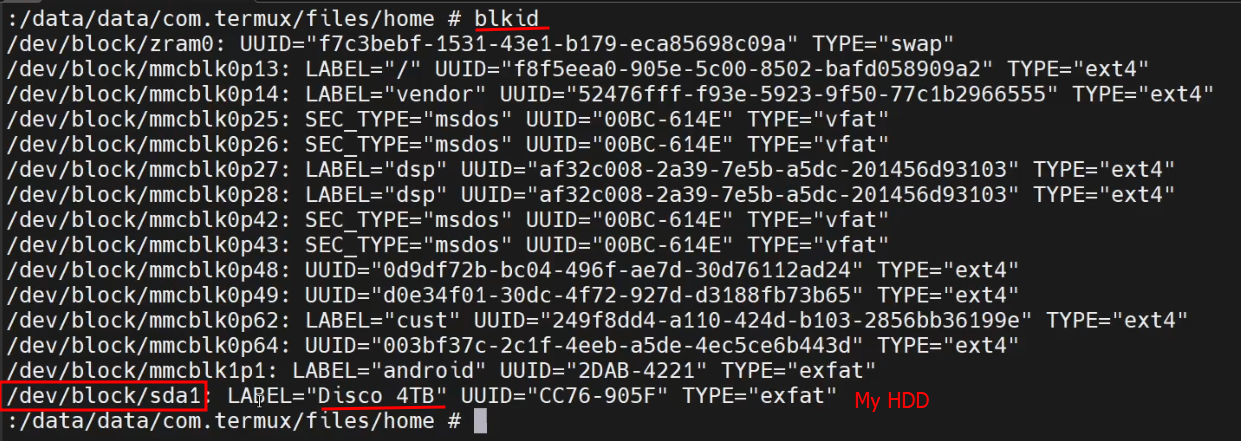 :/data/data/com.termux/files/home # blkid
/dev/block/zram0: UUID="f7c3bebf-1531-43e1-b179-eca85698c09a" TYPE="swap"
/dev/block/mmcblk0p13: LABEL="/" UUID="f8f5eea0-905e-5c00-8502-bafd058909a2" TYPE="ext4"
/dev/block/mmcblk0p14: LABEL="vendor" UUID="52476fff-f93e-5923-9f50-77c1b2966555" TYPE="ext4"
/dev/block/mmcblk0p25: SEC_TYPE="msdos" UUID="00BC-614E" TYPE="vfat"
/dev/block/mmcblk0p26: SEC_TYPE="msdos" UUID="00BC-614E" TYPE="vfat"
/dev/block/mmcblk0p27: LABEL="dsp" UUID="af32c008-2a39-7e5b-a5dc-201456d93103" TYPE="ext4"
/dev/block/mmcblk0p28: LABEL="dsp" UUID="af32c008-2a39-7e5b-a5dc-201456d93103" TYPE="ext4"
/dev/block/mmcblk0p42: SEC_TYPE="msdos" UUID="00BC-614E" TYPE="vfat"
/dev/block/mmcblk0p43: SEC_TYPE="msdos" UUID="00BC-614E" TYPE="vfat"
/dev/block/mmcblk0p48: UUID="0d9df72b-bc04-496f-ae7d-30d76112ad24" TYPE="ext4"
/dev/block/mmcblk0p49: UUID="d0e34f01-30dc-4f72-927d-d3188fb73b65" TYPE="ext4"
/dev/block/mmcblk0p62: LABEL="cust" UUID="249f8dd4-a110-424d-b103-2856bb36199e" TYPE="ext4"
/dev/block/mmcblk0p64: UUID="003bf37c-2c1f-4eeb-a5de-4ec5ce6b443d" TYPE="ext4"
/dev/block/mmcblk1p1: LABEL="android" UUID="2DAB-4221" TYPE="exfat"
/dev/block/sda1: LABEL="Disco 4TB" UUID="CC76-905F" TYPE="exfat" My HDD
:/data/data/com.termux/files/home #